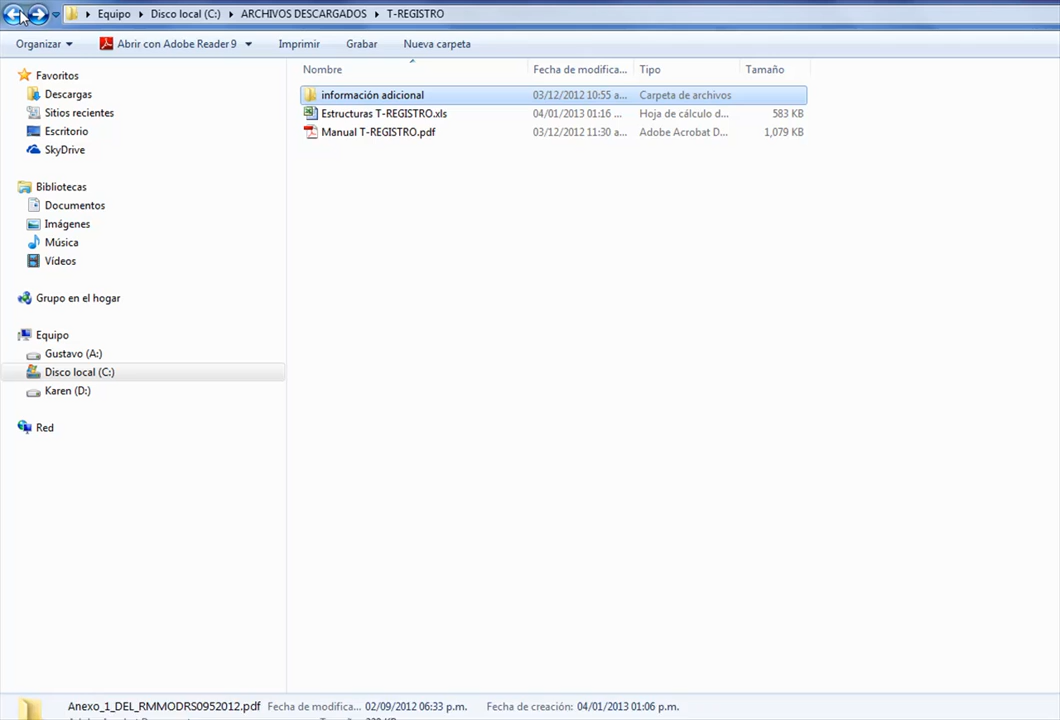 Equipo Disco local (C:) ARCHIVOS DESCARGADOS T-REGISTRO
Organizar Abrir con Adobe Reader 9 Imprimir Grabar Nueva carpeta
Nombre Fecha de modifica... Tipo Tamaño
Favoritos
Descargas
Sitios recientes
Escritorio
SkyDrive
Bibliotecas
Documentos
Imágenes
Música
Vídeos
Grupo en el hogar
Equipo
Gustavo (A:)
Disco local (C:)
Karen (D:)
Red
información adicional 03/12/2012 10:55 a... Carpeta de archivos
Estructuras T-REGISTRO.xls 04/01/2013 01:16 ... Hoja de cálculo d... 583 KB
Manual T-REGISTRO.pdf 03/12/2012 11:30 a... Adobe Acrobat D... 1,079 KB
Anexo_1_DEL_RMMODRS0952012.pdf Fecha de modifica... 02/09/2012 06:33 p.m. Fecha de creación: 04/01/2013 01:06 p.m.